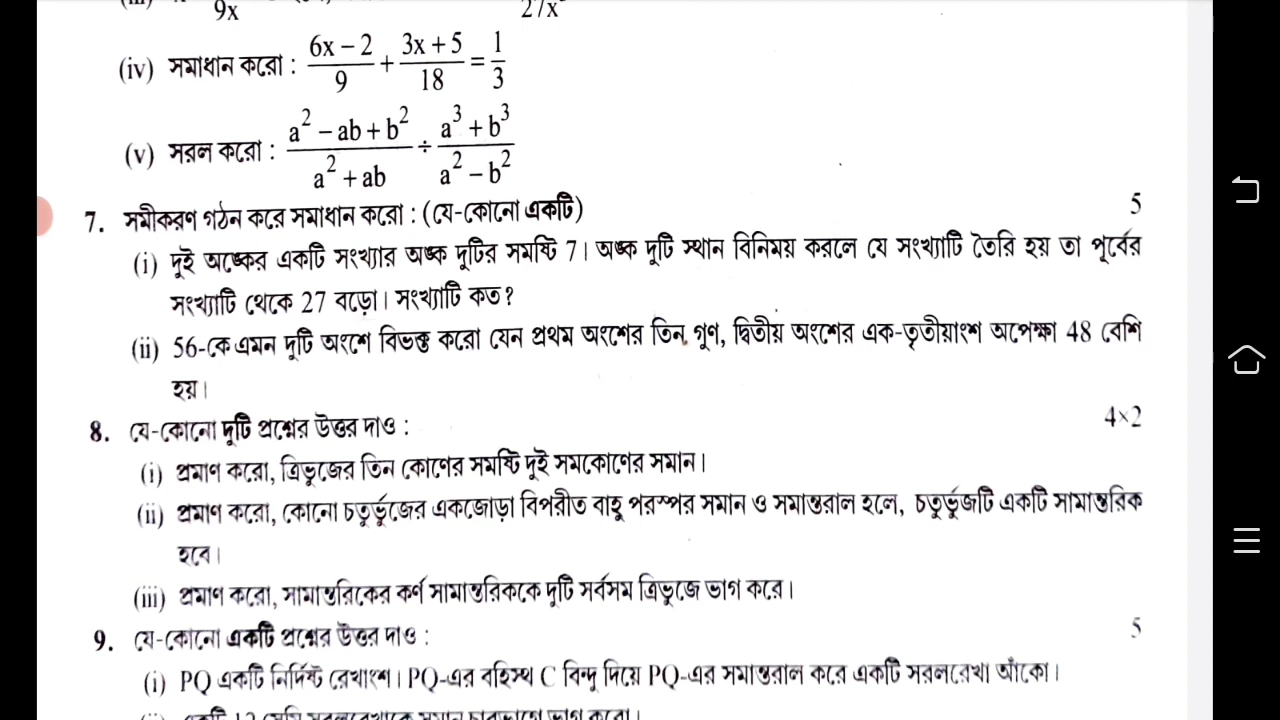 9x 27x
(iv) সমাধান করো : (6x − 2)/9 + (3x + 5)/18 = 1/3
(v) সরল করো : (a² − ab + b²)/(a² + ab) ÷ (a³ + b³)/(a² − b²)
7. সমীকরণ গঠন করে সমাধান করো : (যে-কোনো একটি) 5
(i) দুই অঙ্কের একটি সংখ্যার অঙ্ক দুটির সমষ্টি 7। অঙ্ক দুটি স্থান বিনিময় করলে যে সংখ্যাটি তৈরি হয় তা পূর্বের
সংখ্যাটি থেকে 27 বড়ো। সংখ্যাটি কত?
(ii) 56-কে এমন দুটি অংশে বিভক্ত করো যেন প্রথম অংশের তিন গুণ, দ্বিতীয় অংশের এক-তৃতীয়াংশ অপেক্ষা 48 বেশি
হয়।
8. যে-কোনো দুটি প্রশ্নের উত্তর দাও : 4×2
(i) প্রমাণ করো, ত্রিভুজের তিন কোণের সমষ্টি দুই সমকোণের সমান।
(ii) প্রমাণ করো, কোনো চতুর্ভুজের একজোড়া বিপরীত বাহু পরস্পর সমান ও সমান্তরাল হলে, চতুর্ভুজটি একটি সামান্তরিক
হবে।
(iii) প্রমাণ করো, সামান্তরিকের কর্ণ সামান্তরিককে দুটি সর্বসম ত্রিভুজে ভাগ করে।
9. যে-কোনো একটি প্রশ্নের উত্তর দাও : 5
(i) PQ একটি নির্দিষ্ট রেখাংশ। PQ-এর বহিস্থ C বিন্দু দিয়ে PQ-এর সমান্তরাল করে একটি সরলরেখা আঁকো।